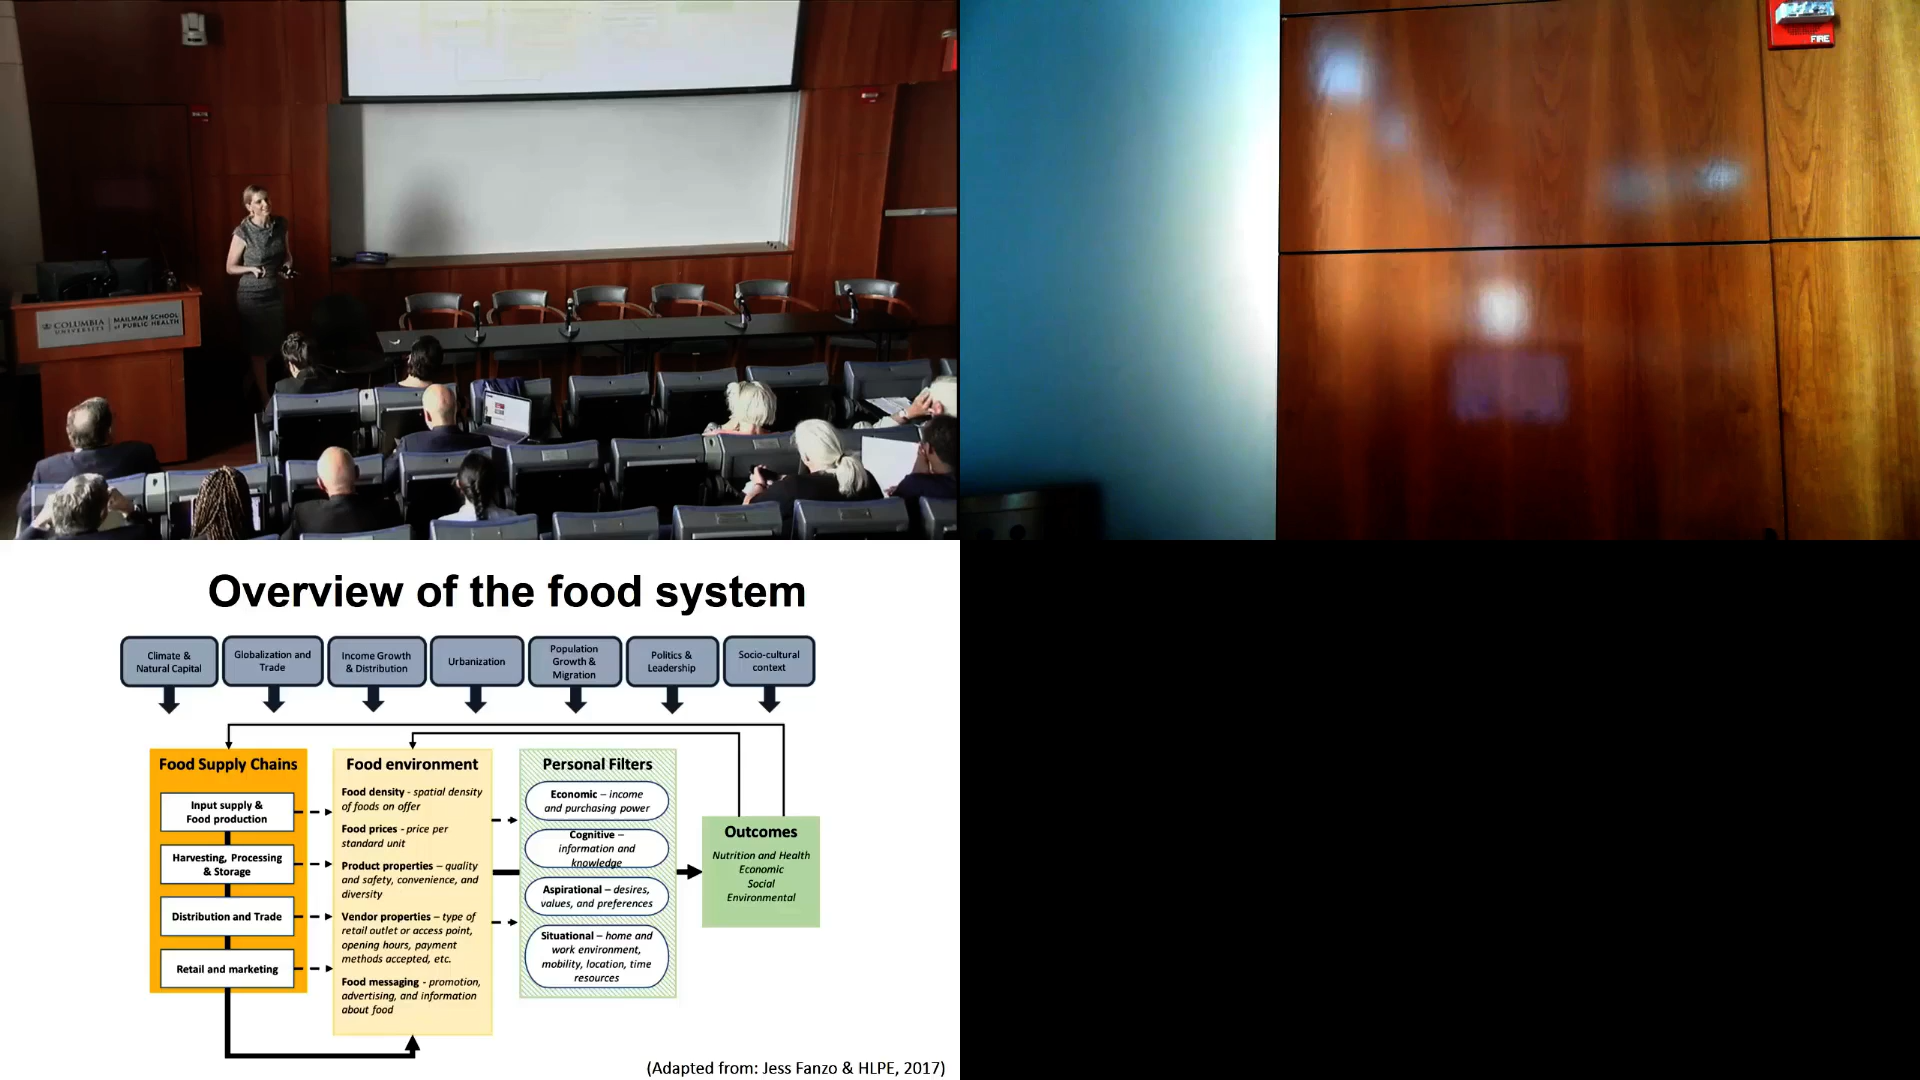 COLUMBIA
UNIVERSITY
MAILMAN SCHOOL
of PUBLIC HEALTH
FIRE
Overview of the food system
Climate &
Natural Capital
Globalization and
Trade
Income Growth
& Distribution
Urbanization
Population
Growth &
Migration
Politics &
Leadership
Socio-cultural
context
Food Supply Chains
Input supply &
Food production
Harvesting, Processing
& Storage
Distribution and Trade
Retail and marketing
Food environment
Food density - spatial density
of foods on offer
Food prices - price per
standard unit
Product properties – quality
and safety, convenience, and
diversity
Vendor properties – type of
retail outlet or access point,
opening hours, payment
methods accepted, etc.
Food messaging - promotion,
advertising, and information
about food
Personal Filters
Economic – income
and purchasing power
Cognitive –
information and
knowledge
Aspirational – desires,
values, and preferences
Situational – home and
work environment,
mobility, location, time
resources
Outcomes
Nutrition and Health
Economic
Social
Environmental
(Adapted from: Jess Fanzo & HLPE, 2017)